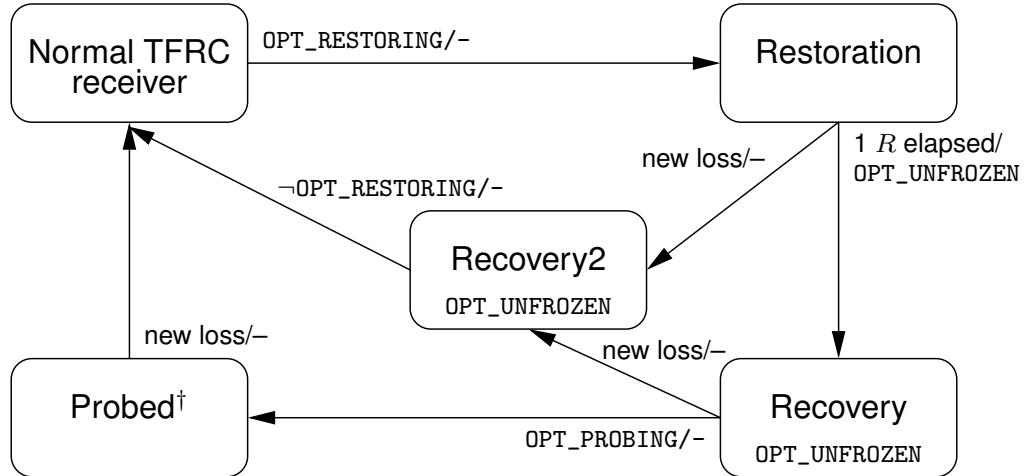 Normal TFRC
receiver
OPT_RESTORING/-
Restoration
1 R elapsed/
OPT_UNFROZEN
new loss/–
¬OPT_RESTORING/-
Recovery2
OPT_UNFROZEN
new loss/–
new loss/–
Probed†
OPT_PROBING/-
Recovery
OPT_UNFROZEN